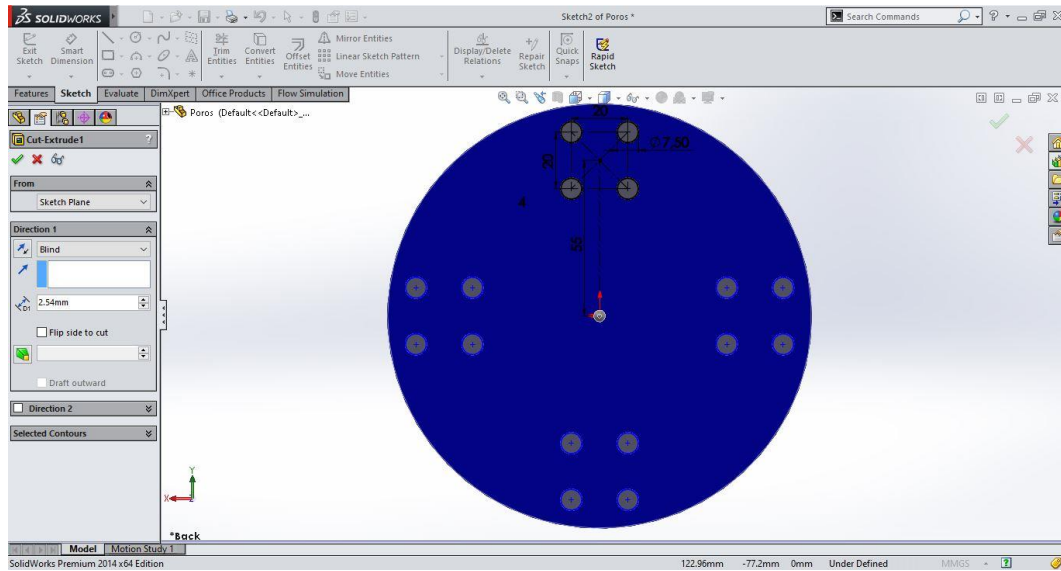 SOLIDWORKS
Sketch2 of Poros *
Search Commands
?
Exit Sketch
Smart Dimension
Trim Entities
Convert Entities
Offset Entities
Mirror Entities
Linear Sketch Pattern
Move Entities
Display/Delete Relations
Repair Sketch
Quick Snaps
Rapid Sketch
Features
Sketch
Evaluate
DimXpert
Office Products
Flow Simulation
Poros (Default<<Default>_...
Cut-Extrude1
?
From
Sketch Plane
Direction 1
Blind
D1
2.54mm
Flip side to cut
Draft outward
Direction 2
Selected Contours
20
Ø7,50
20
4
55
Y
X
*Back
Model
Motion Study 1
SolidWorks Premium 2014 x64 Edition
122.96mm
-77.2mm
0mm
Under Defined
MMGS
?